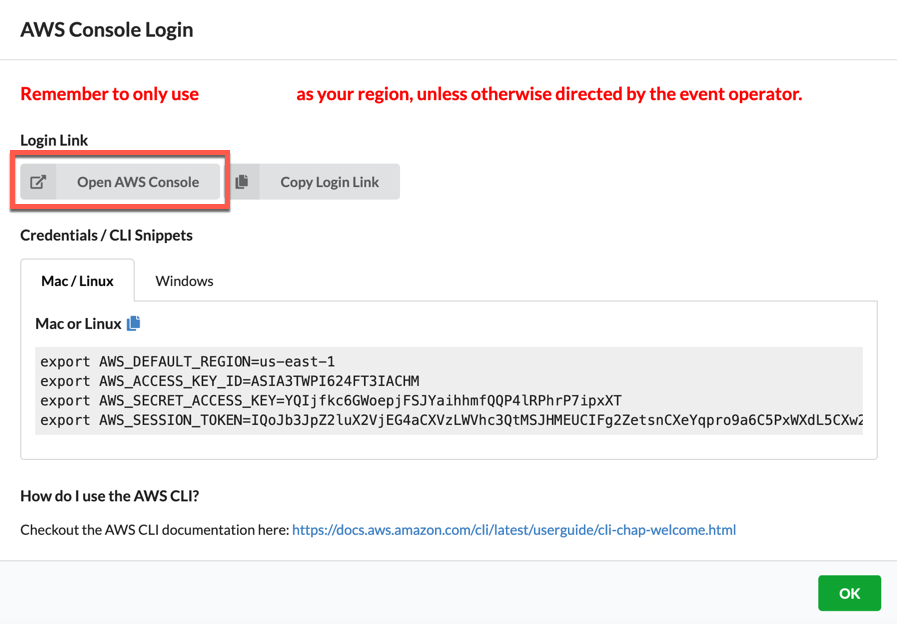 AWS Console Login
Remember to only use as your region, unless otherwise directed by the event operator.
Login Link
Open AWS Console
Copy Login Link
Credentials / CLI Snippets
Mac / Linux
Windows
Mac or Linux
export AWS_DEFAULT_REGION=us-east-1
export AWS_ACCESS_KEY_ID=ASIA3TWPI624FT3IACHM
export AWS_SECRET_ACCESS_KEY=YQIjfkc6GWoepjFSJYaihhmfQQP4lRPhrP7ipxXT
export AWS_SESSION_TOKEN=IQoJb3JpZ2luX2VjEG4aCXVzLWVhc3QtMSJHMEUCIFg2ZetsnCXeYqpro9a6C5PxWXdL5CXw2
How do I use the AWS CLI?
Checkout the AWS CLI documentation here: https://docs.aws.amazon.com/cli/latest/userguide/cli-chap-welcome.html
OK